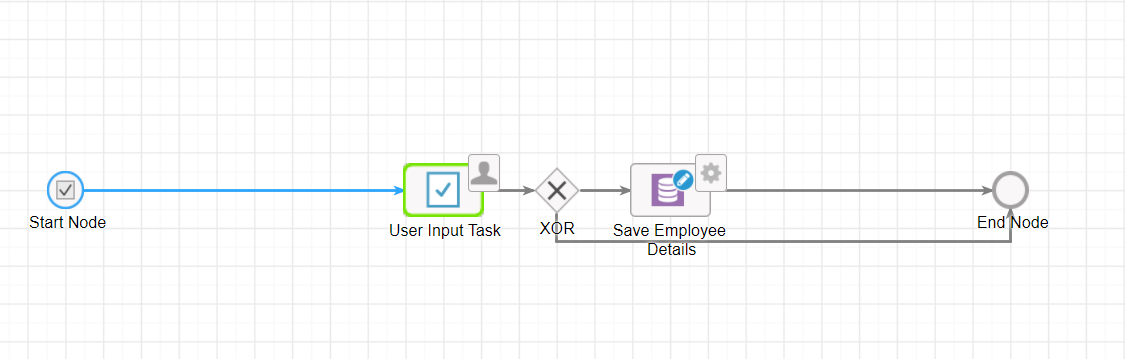 Start Node
User Input Task
XOR
Save Employee
Details
End Node